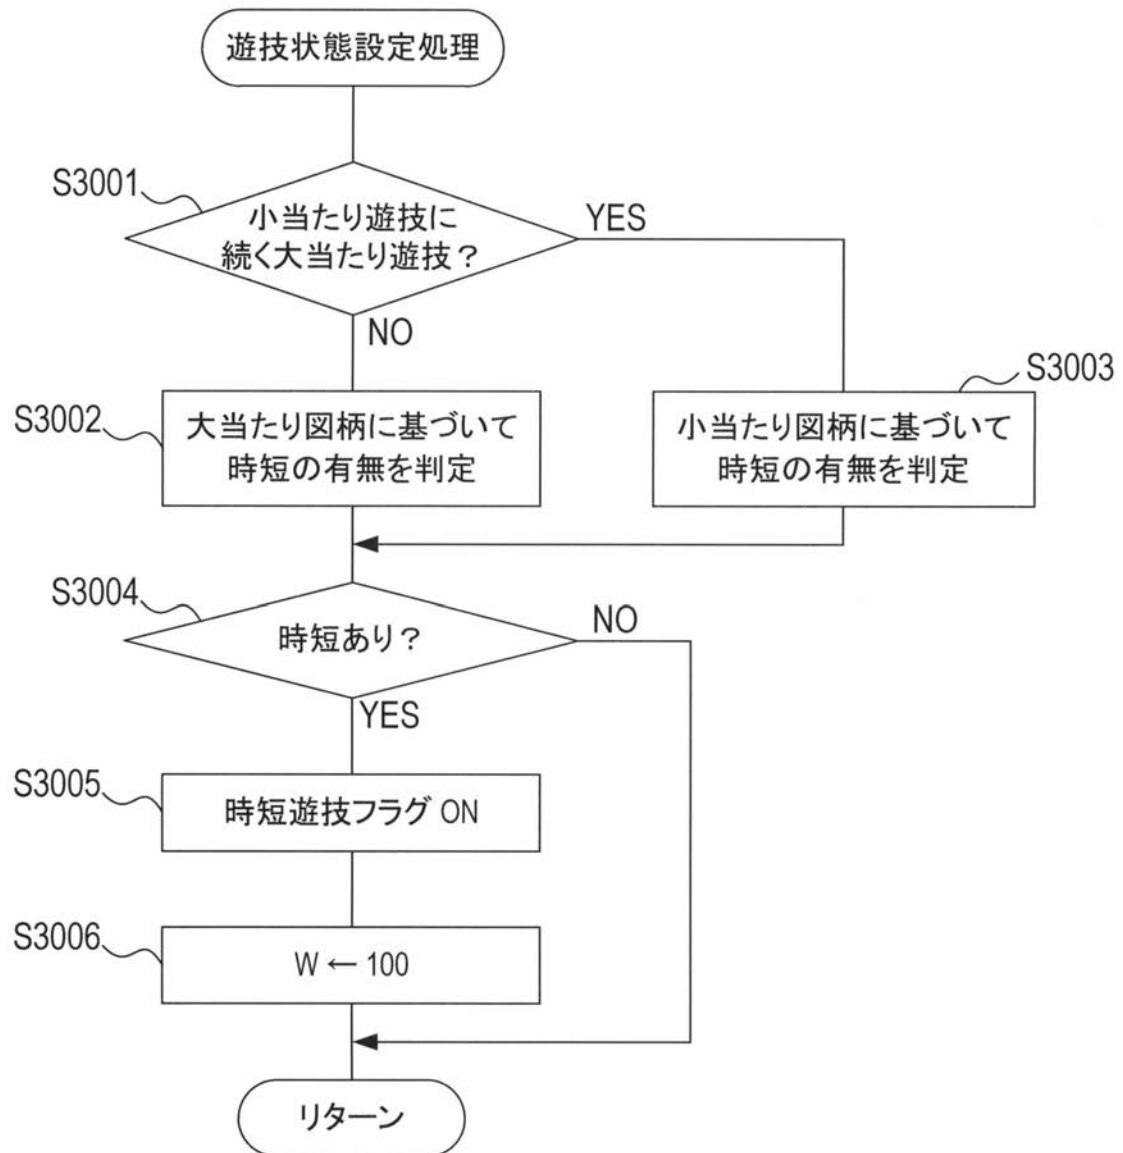 遊技状態設定処理
S3001
小当たり遊技に
続く大当たり遊技？
YES
NO
S3002
大当たり図柄に基づいて
時短の有無を判定
S3003
小当たり図柄に基づいて
時短の有無を判定
S3004
時短あり？
NO
YES
S3005
時短遊技フラグ ON
S3006
W ← 100
リターン